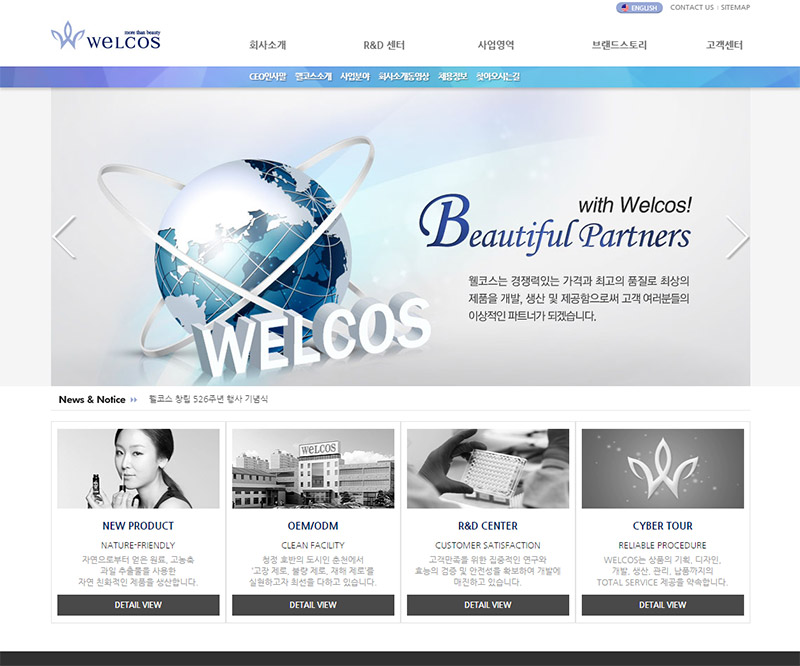 ENGLISH CONTACT US | SITEMAP
more than beauty
WELCOS
회사소개 R&D 센터 사업영역 브랜드스토리 고객센터
CEO인사말 웰코스소개 사업분야 회사소개동영상 채용정보 찾아오시는길
with Welcos!
Beautiful Partners
웰코스는 경쟁력있는 가격과 최고의 품질로 최상의
제품을 개발, 생산 및 제공함으로써 고객 여러분들의
이상적인 파트너가 되겠습니다.
WELCOS
News & Notice 웰코스 창립 526주년 행사 기념식
WELCOS
NEW PRODUCT
NATURE-FRIENDLY
자연으로부터 얻은 원료, 고농축
과일 추출물을 사용한
자연 친화적인 제품을 생산합니다.
DETAIL VIEW
OEM/ODM
CLEAN FACILITY
청정 호반의 도시인 춘천에서
'고장 제로, 불량 제로, 재해 제로'를
실현하고자 최선을 다하고 있습니다.
DETAIL VIEW
R&D CENTER
CUSTOMER SATISFACTION
고객만족을 위한 집중적인 연구와
효능의 검증 및 안전성을 확보하여 개발에
매진하고 있습니다.
DETAIL VIEW
CYBER TOUR
RELIABLE PROCEDURE
WELCOS는 상품의 기획, 디자인,
개발, 생산, 관리, 납품까지의
TOTAL SERVICE 제공을 약속합니다.
DETAIL VIEW